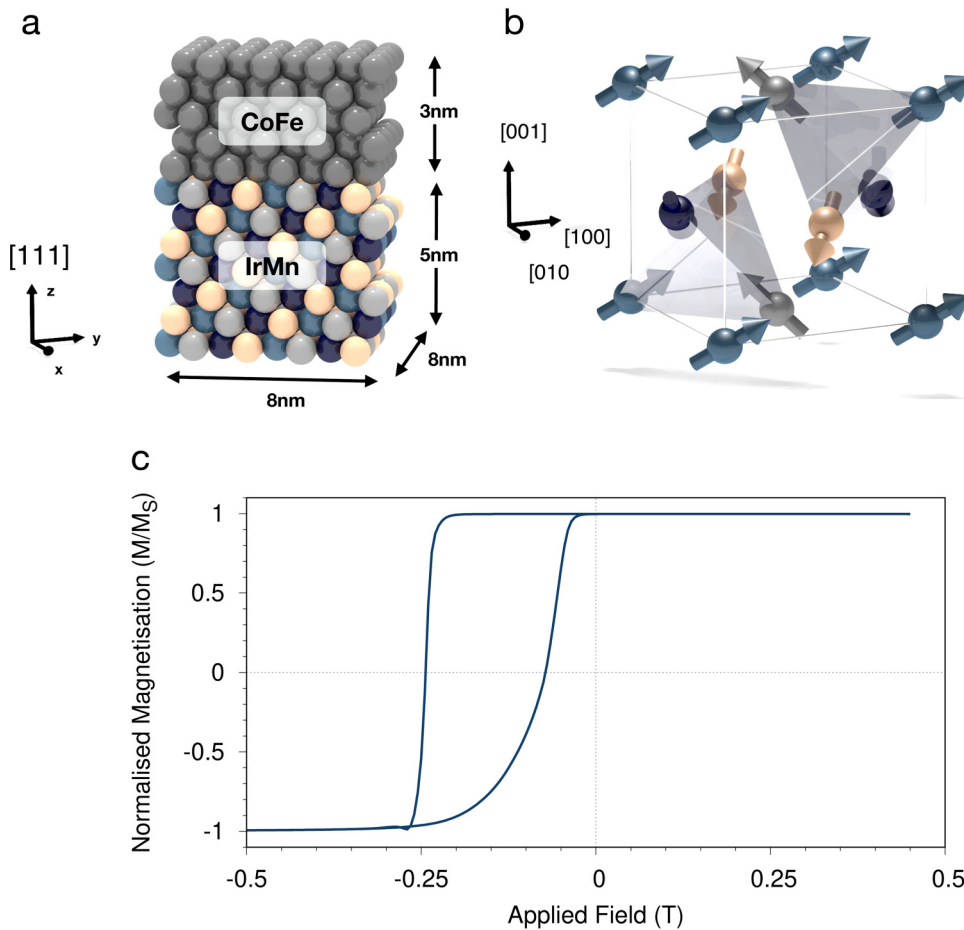 a
CoFe
3nm
IrMn
5nm
[111]
z
y
x
8nm
8nm
b
[001]
[100]
[010
c
Normalised Magnetisation (M/M_S)
1
0.5
0
-0.5
-1
-0.5
-0.25
0
0.25
0.5
Applied Field (T)